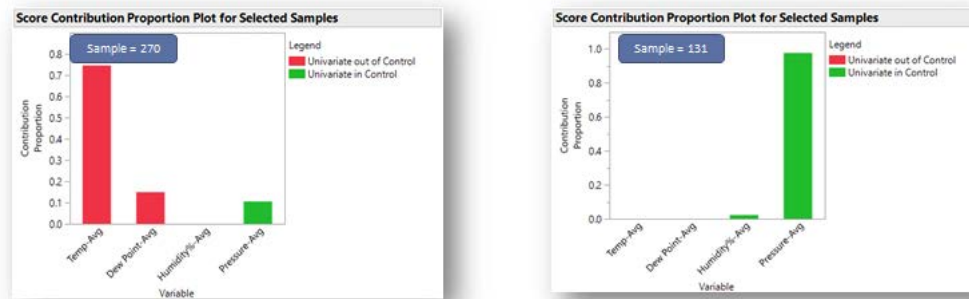 Score Contribution Proportion Plot for Selected Samples
Sample = 270
Legend
Univariate out of Control
Univariate in Control
Contribution
Proportion
0.8
0.7
0.6
0.5
0.4
0.3
0.2
0.1
0.0
Temp-Avg
Dew Point-Avg
Humidity%-Avg
Pressure-Avg
Variable
Score Contribution Proportion Plot for Selected Samples
Sample = 131
Legend
Univariate out of Control
Univariate in Control
Contribution
Proportion
1.0
0.8
0.6
0.4
0.2
0.0
Temp-Avg
Dew Point-Avg
Humidity%-Avg
Pressure-Avg
Variable